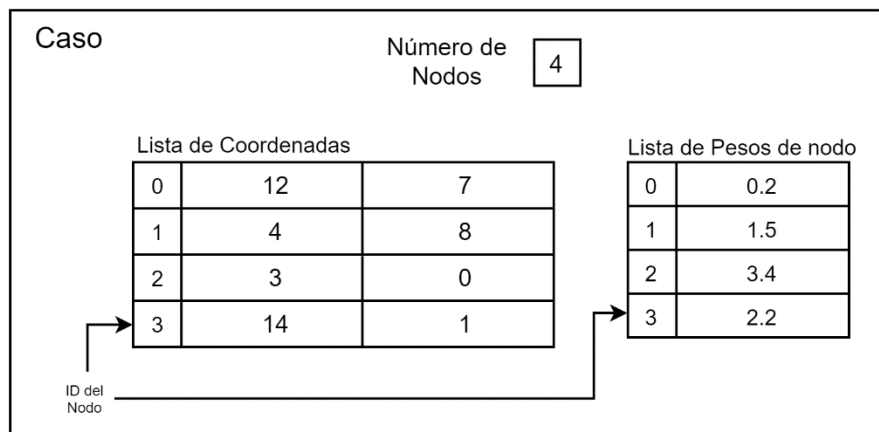 Caso
Número de
Nodos
4
Lista de Coordenadas
0 12 7
1 4 8
2 3 0
3 14 1
Lista de Pesos de nodo
0 0.2
1 1.5
2 3.4
3 2.2
ID del
Nodo